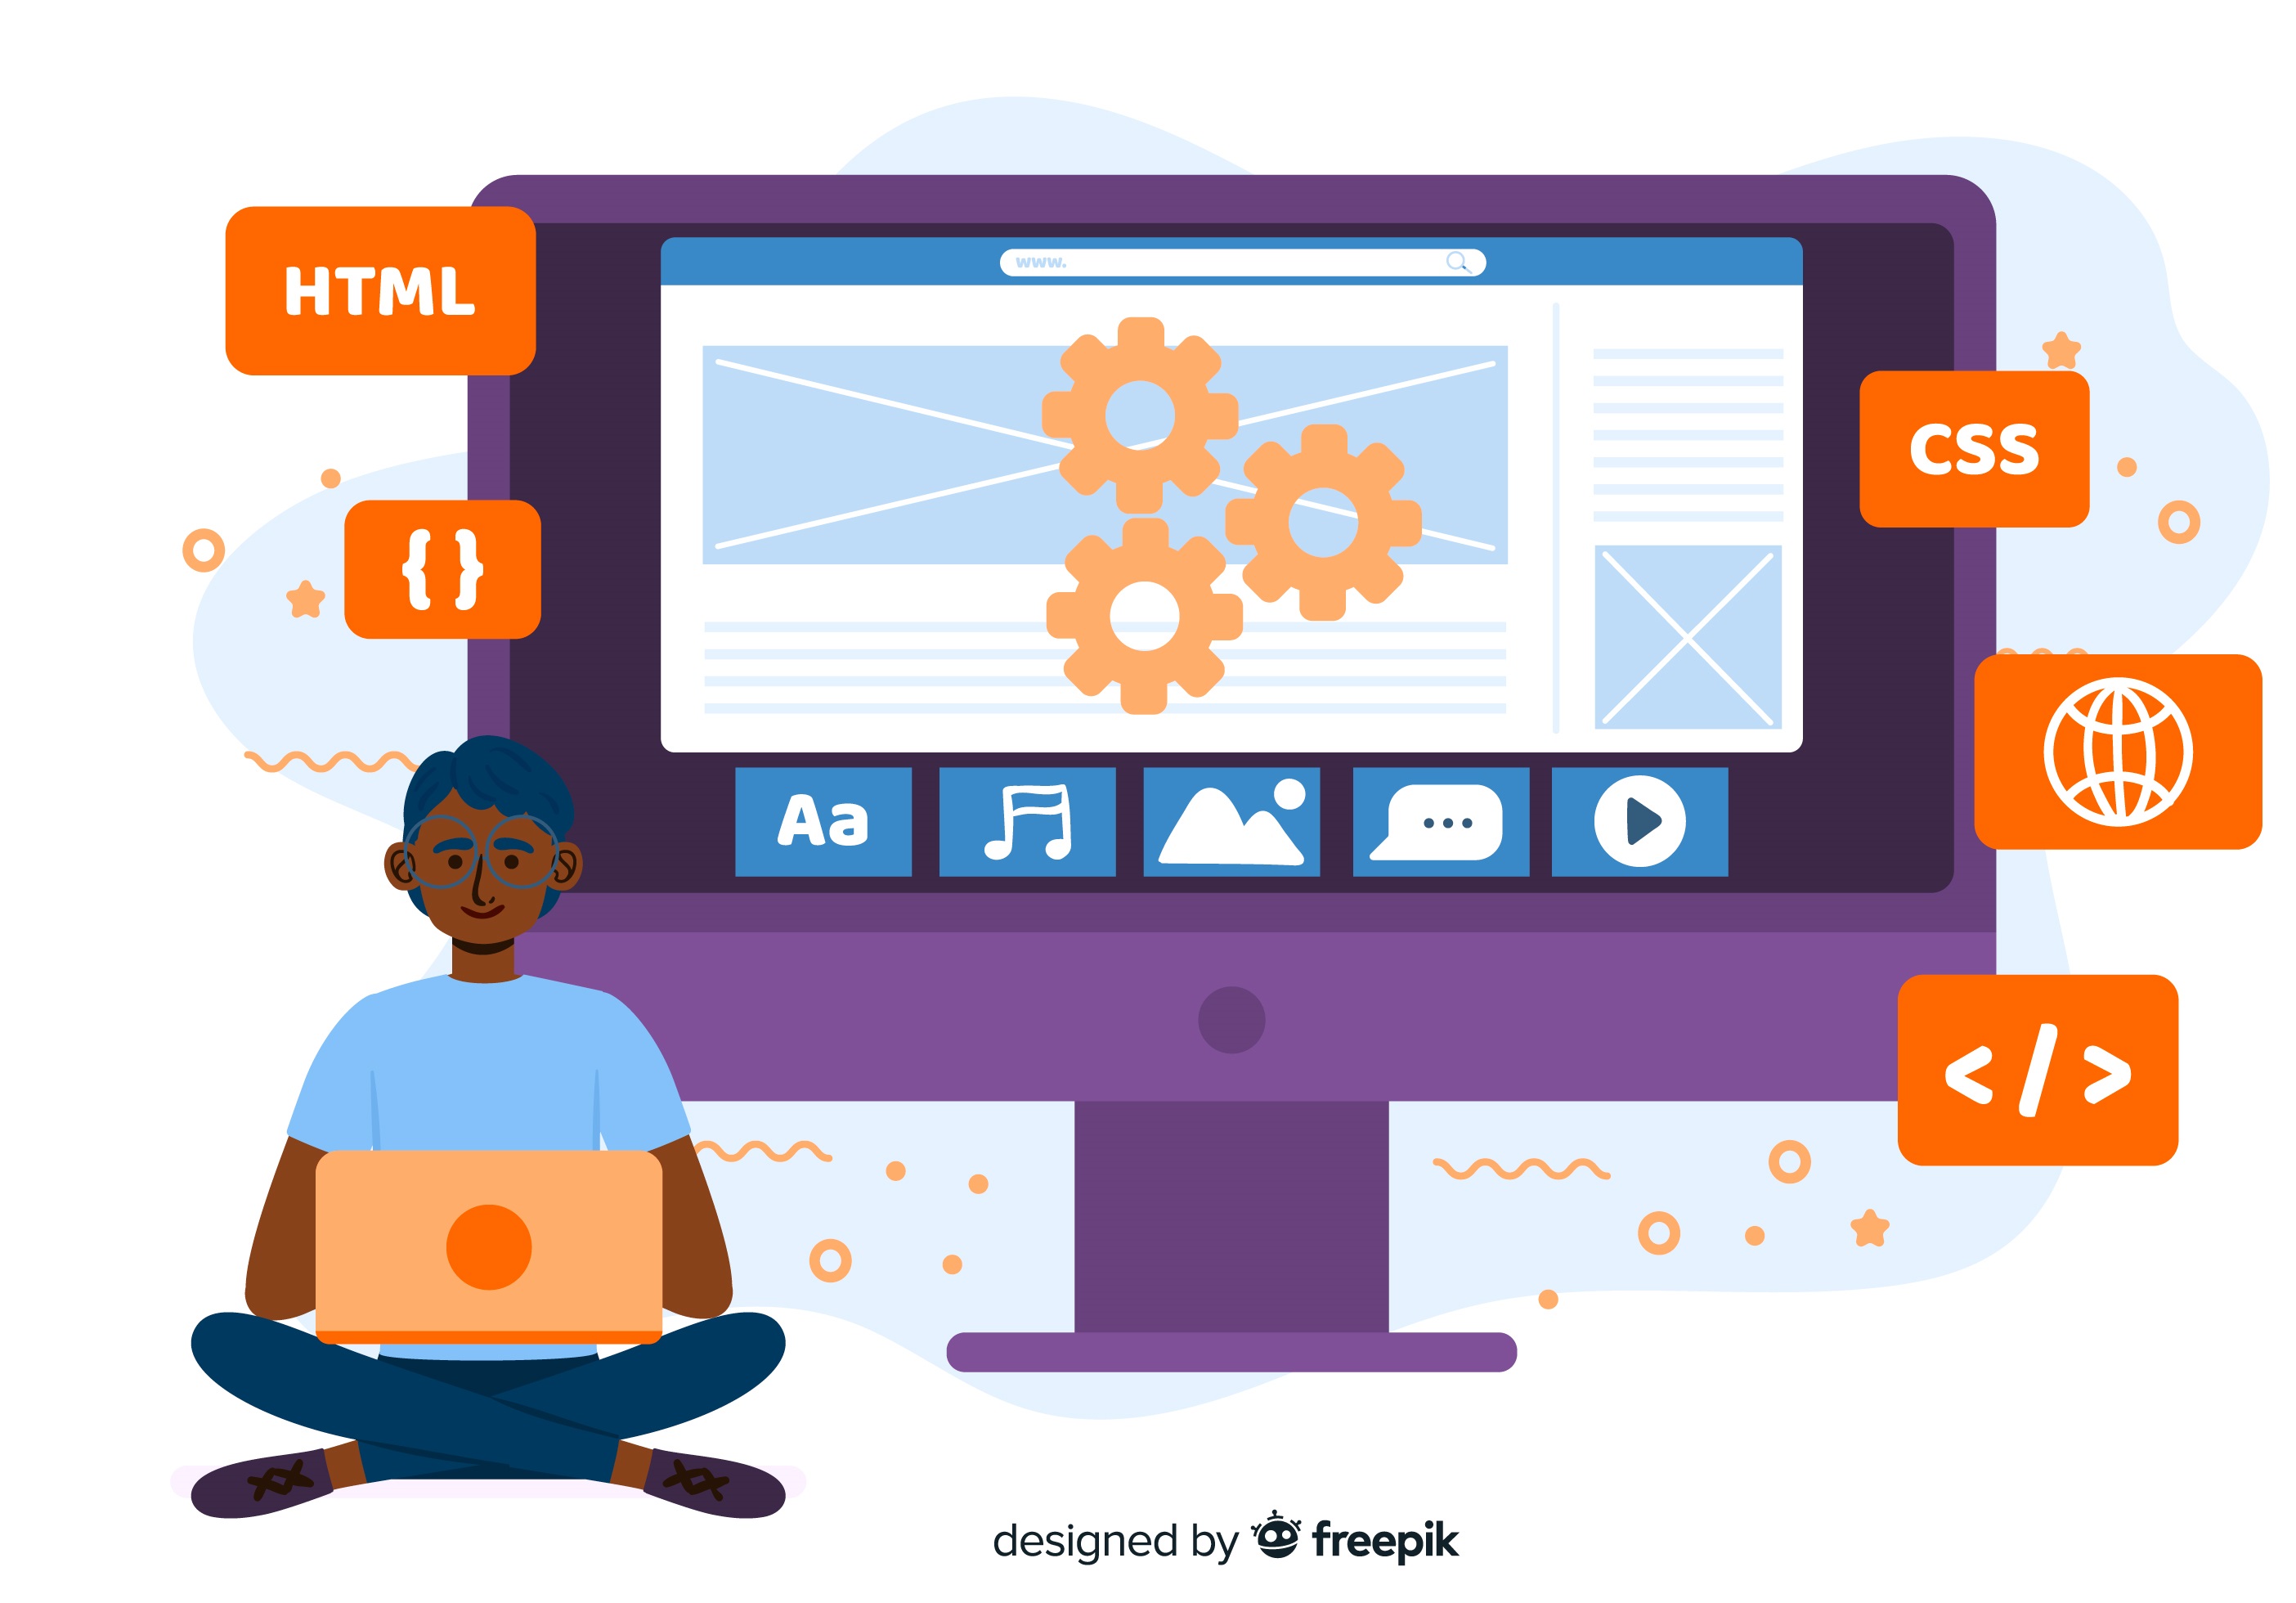 HTML
www.
CSS
{ }
Aa
</>
designed by freepik